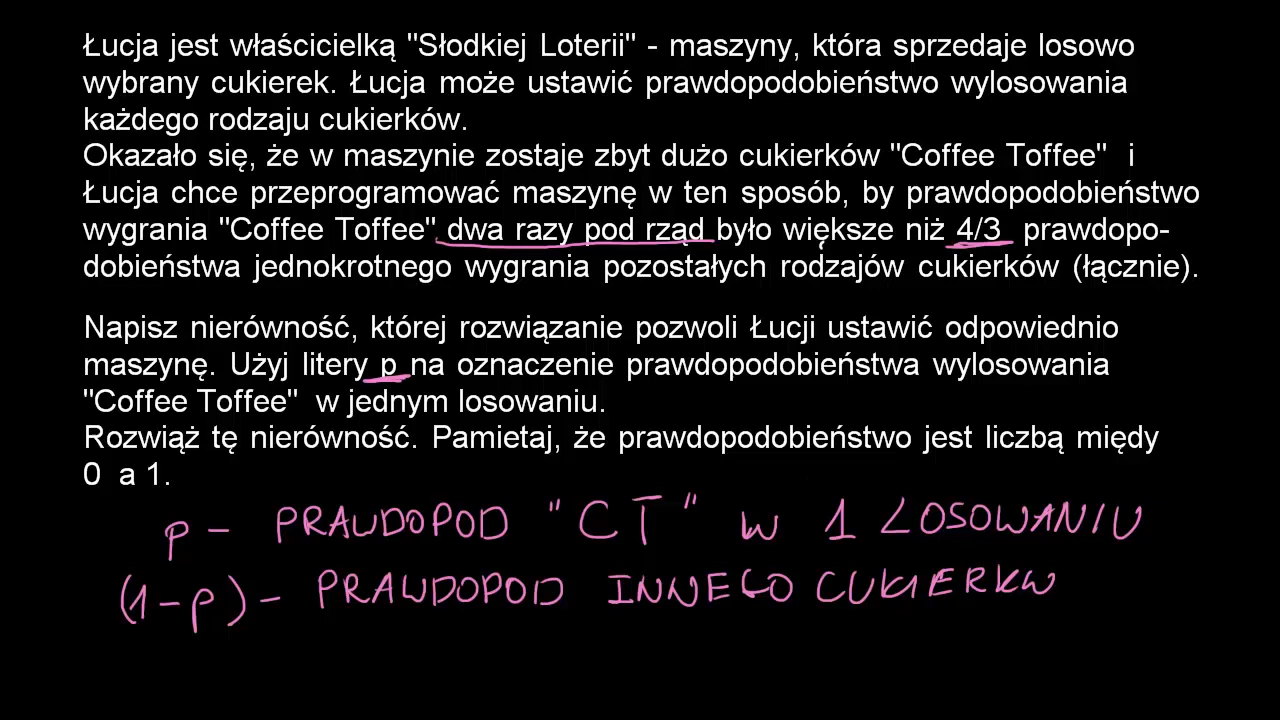 Łucja jest właścicielką "Słodkiej Loterii" - maszyny, która sprzedaje losowo
wybrany cukierek. Łucja może ustawić prawdopodobieństwo wylosowania
każdego rodzaju cukierków.
Okazało się, że w maszynie zostaje zbyt dużo cukierków "Coffee Toffee" i
Łucja chce przeprogramować maszynę w ten sposób, by prawdopodobieństwo
wygrania "Coffee Toffee" dwa razy pod rząd było większe niż 4/3 prawdopo-
dobieństwa jednokrotnego wygrania pozostałych rodzajów cukierków (łącznie).
Napisz nierówność, której rozwiązanie pozwoli Łucji ustawić odpowiednio
maszynę. Użyj litery p na oznaczenie prawdopodobieństwa wylosowania
"Coffee Toffee" w jednym losowaniu.
Rozwiąż tę nierówność. Pamietaj, że prawdopodobieństwo jest liczbą między
0 a 1.
p - PRAWDOPOD "CT" W 1 LOSOWANIU
(1-p) - PRAWDOPOD INNEGO CUKIERKW